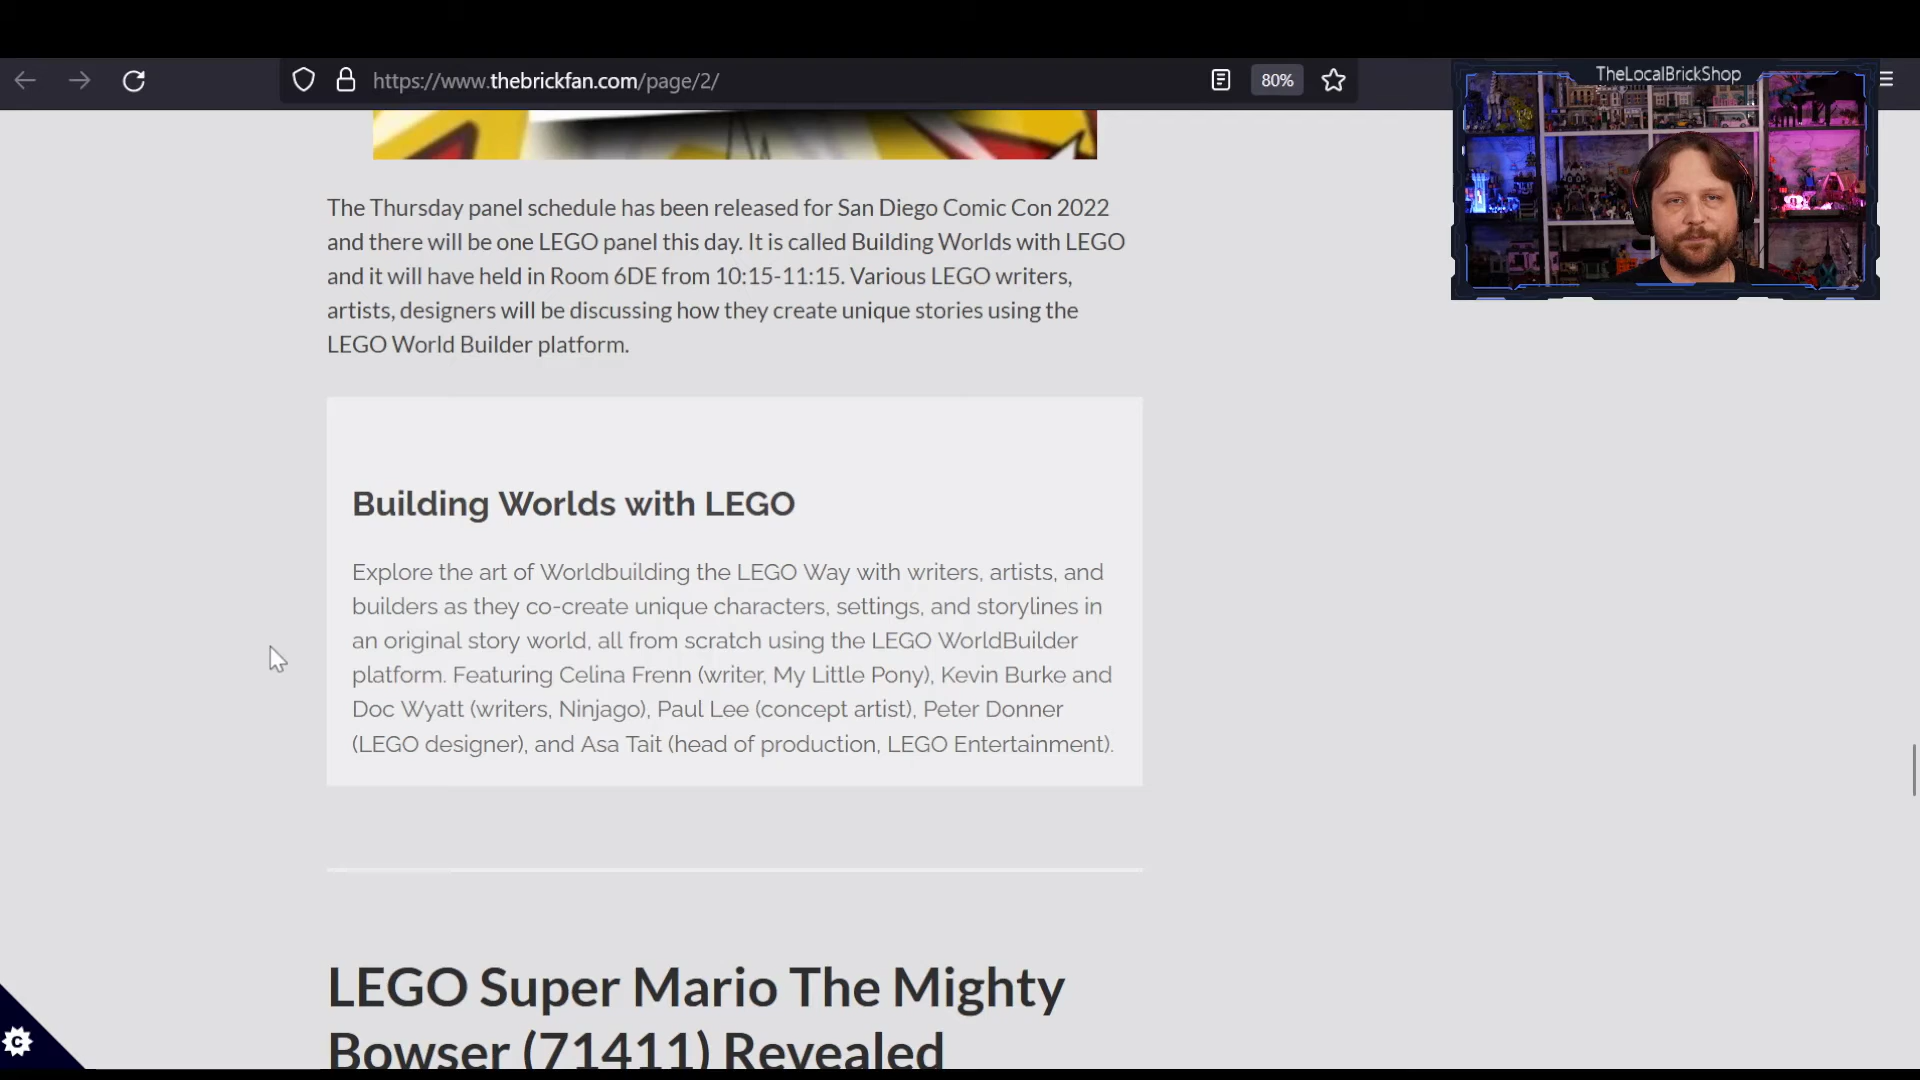 https://www.thebrickfan.com/page/2/
80%
TheLocalBrickShop
The Thursday panel schedule has been released for San Diego Comic Con 2022
and there will be one LEGO panel this day. It is called Building Worlds with LEGO
and it will have held in Room 6DE from 10:15-11:15. Various LEGO writers,
artists, designers will be discussing how they create unique stories using the
LEGO World Builder platform.
Building Worlds with LEGO
Explore the art of Worldbuilding the LEGO Way with writers, artists, and
builders as they co-create unique characters, settings, and storylines in
an original story world, all from scratch using the LEGO WorldBuilder
platform. Featuring Celina Frenn (writer, My Little Pony), Kevin Burke and
Doc Wyatt (writers, Ninjago), Paul Lee (concept artist), Peter Donner
(LEGO designer), and Asa Tait (head of production, LEGO Entertainment).
LEGO Super Mario The Mighty
Bowser (71411) Revealed
C